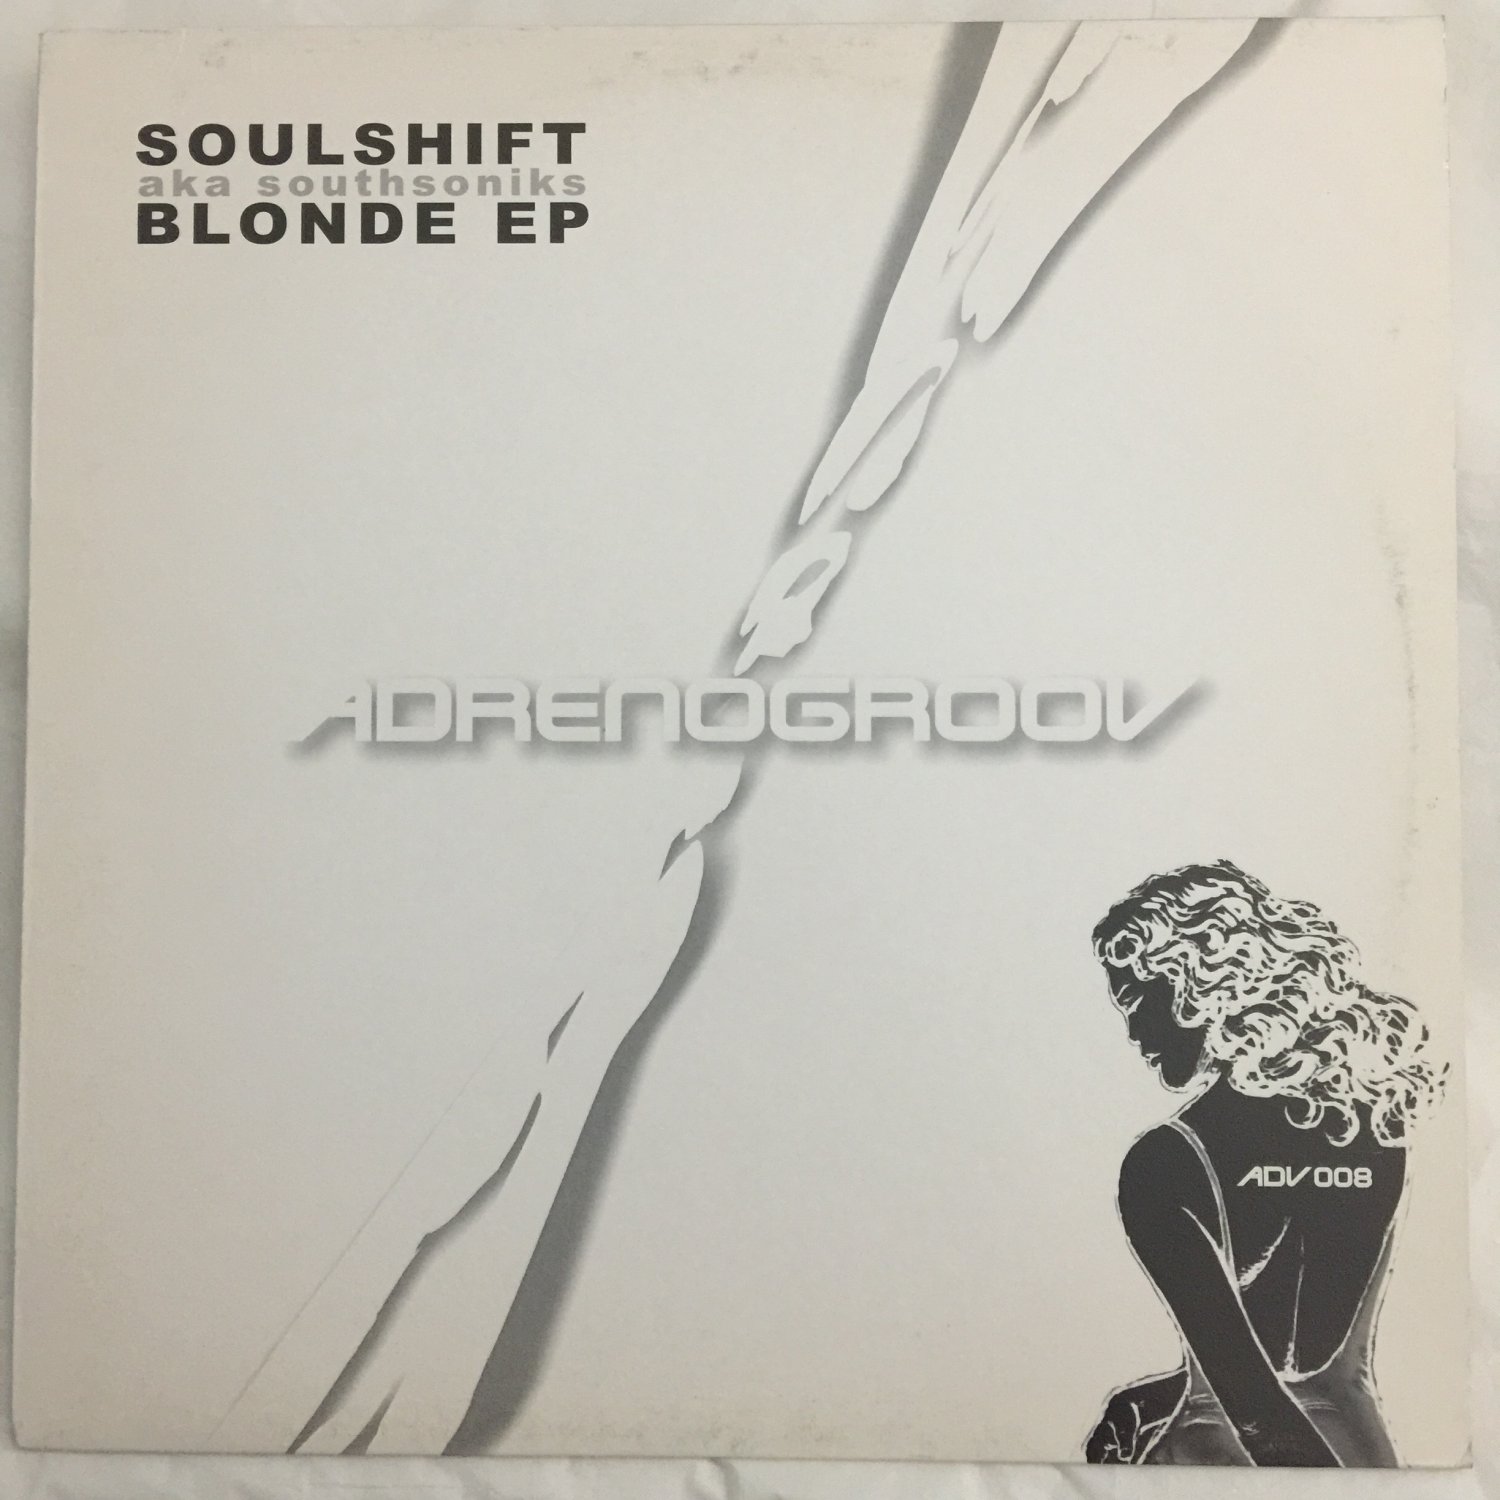 SOULSHIFT
aka southsoniks
BLONDE EP
ADRENOGROOV
ADV 008